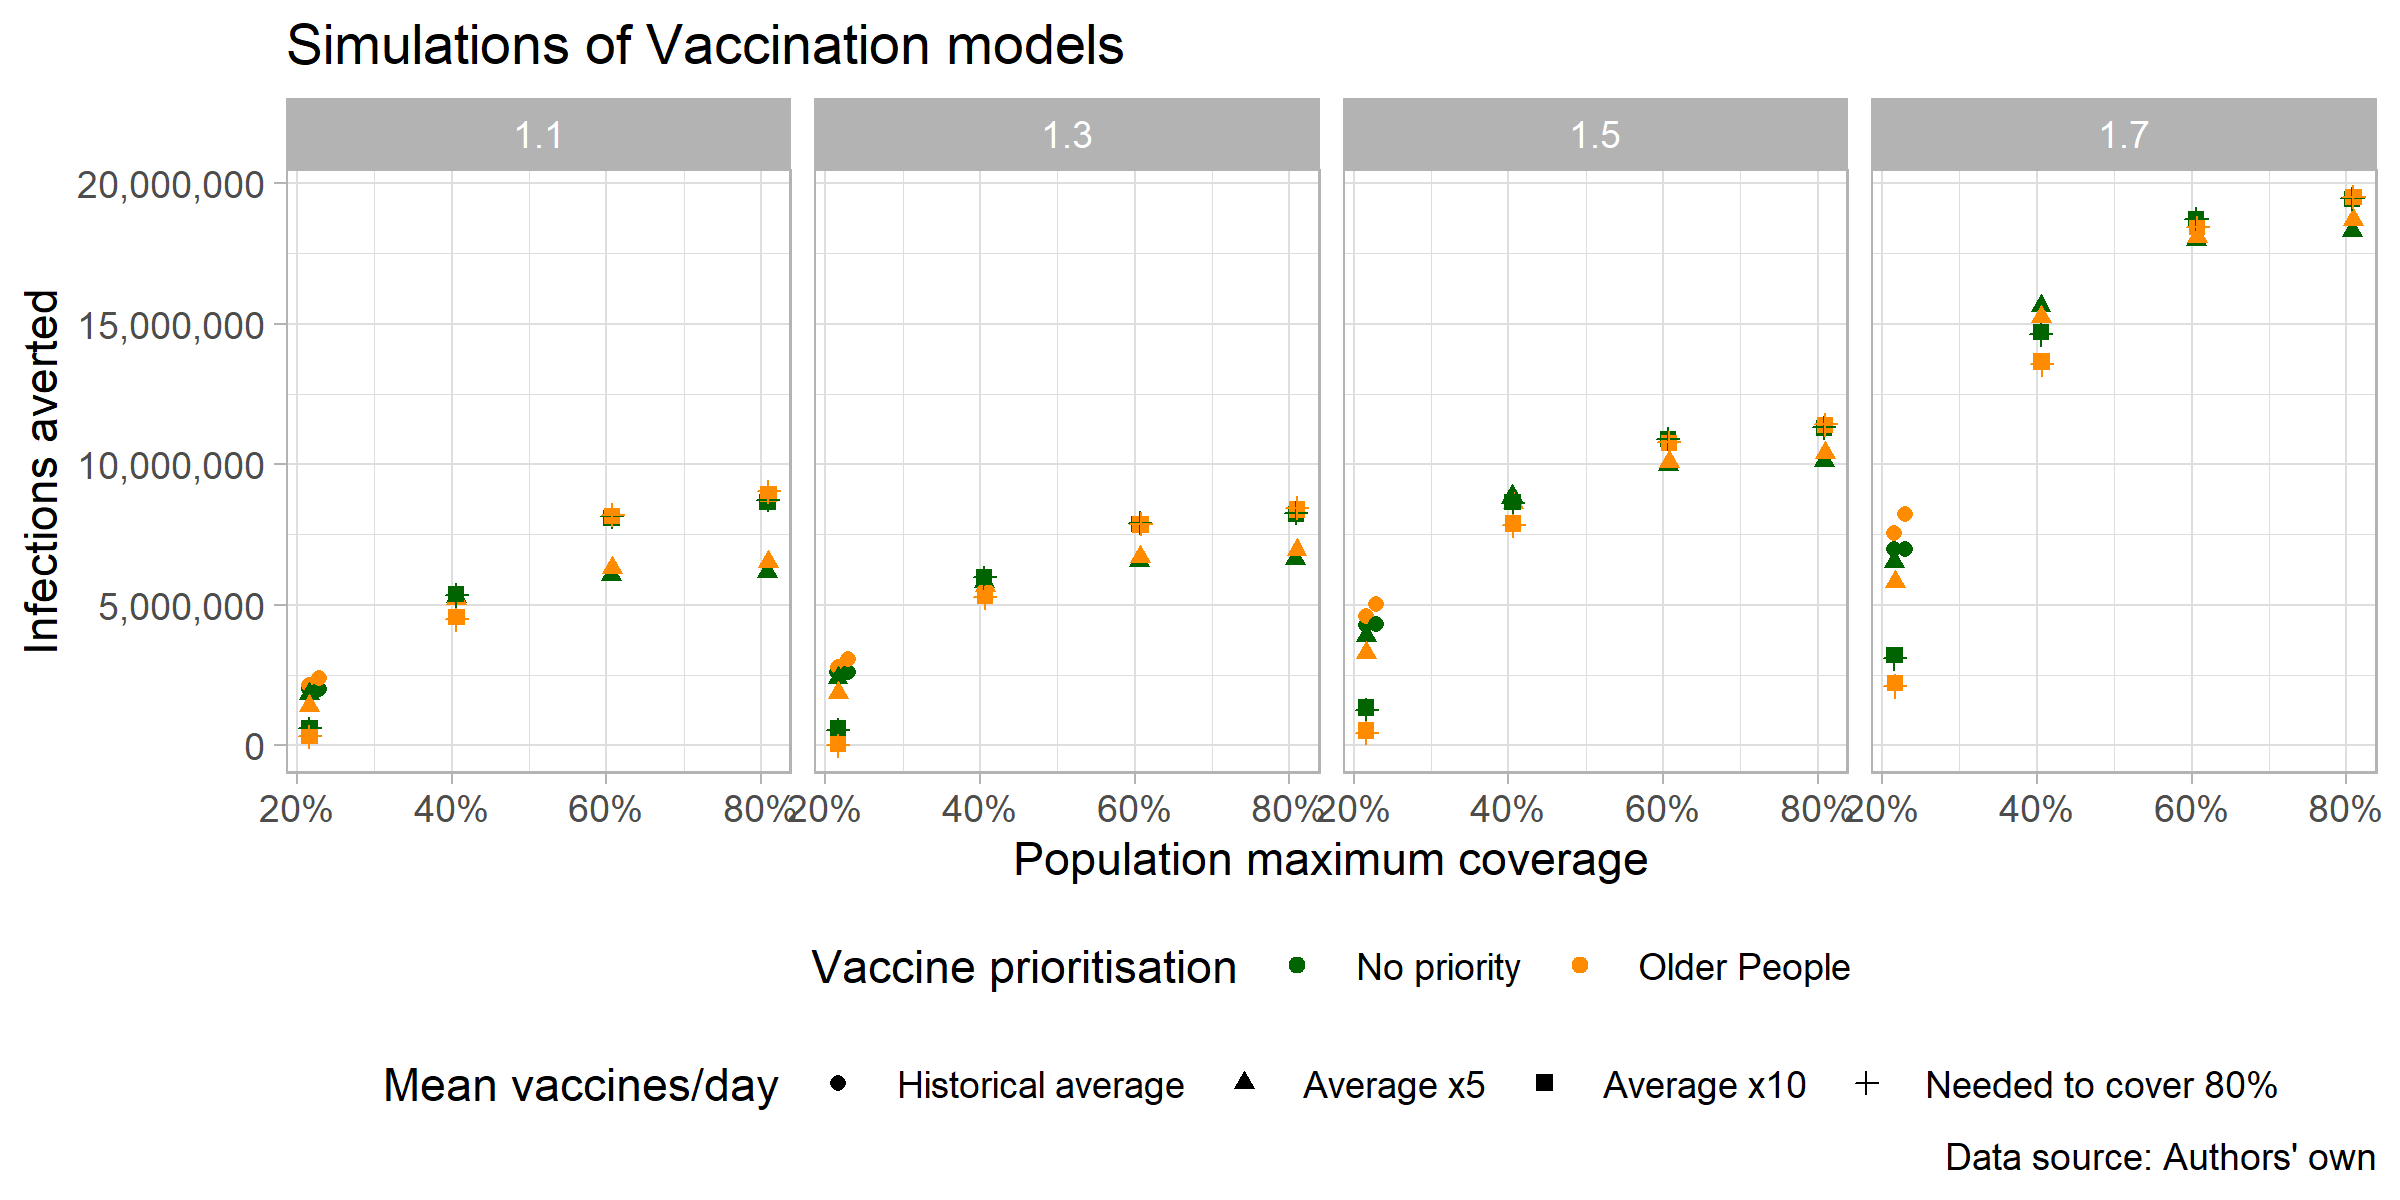 Simulations of Vaccination models
1.1 1.3 1.5 1.7
20,000,000
15,000,000
10,000,000
5,000,000
0
Infections averted
20% 40% 60% 80% 20% 40% 60% 80% 20% 40% 60% 80% 20% 40% 60% 80%
Population maximum coverage
Vaccine prioritisation No priority Older People
Mean vaccines/day Historical average Average x5 Average x10 Needed to cover 80%
Data source: Authors' own